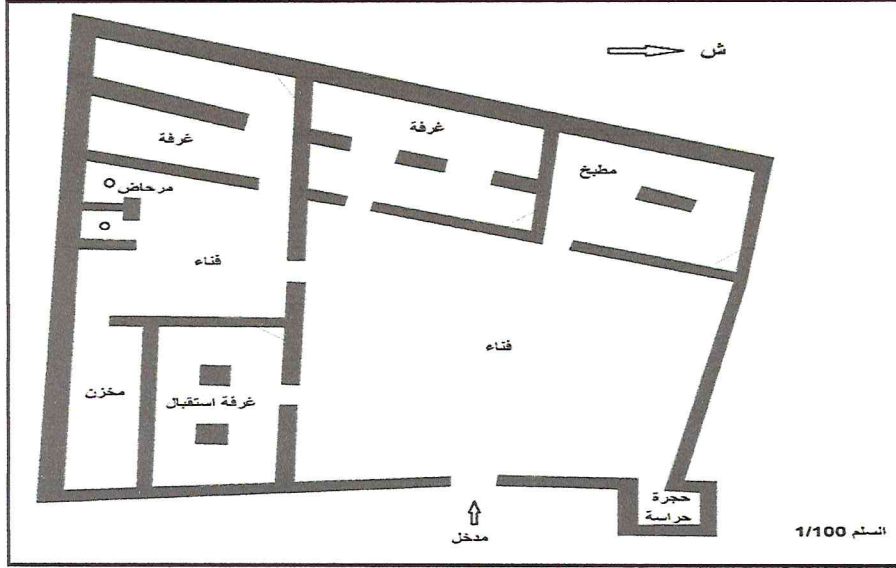 ش
غرفة
مطبخ
غرفة
مرحاض
فناء
فناء
مخزن
غرفة استقبال
حجرة
حراسة
مدخل
السلم 1/100